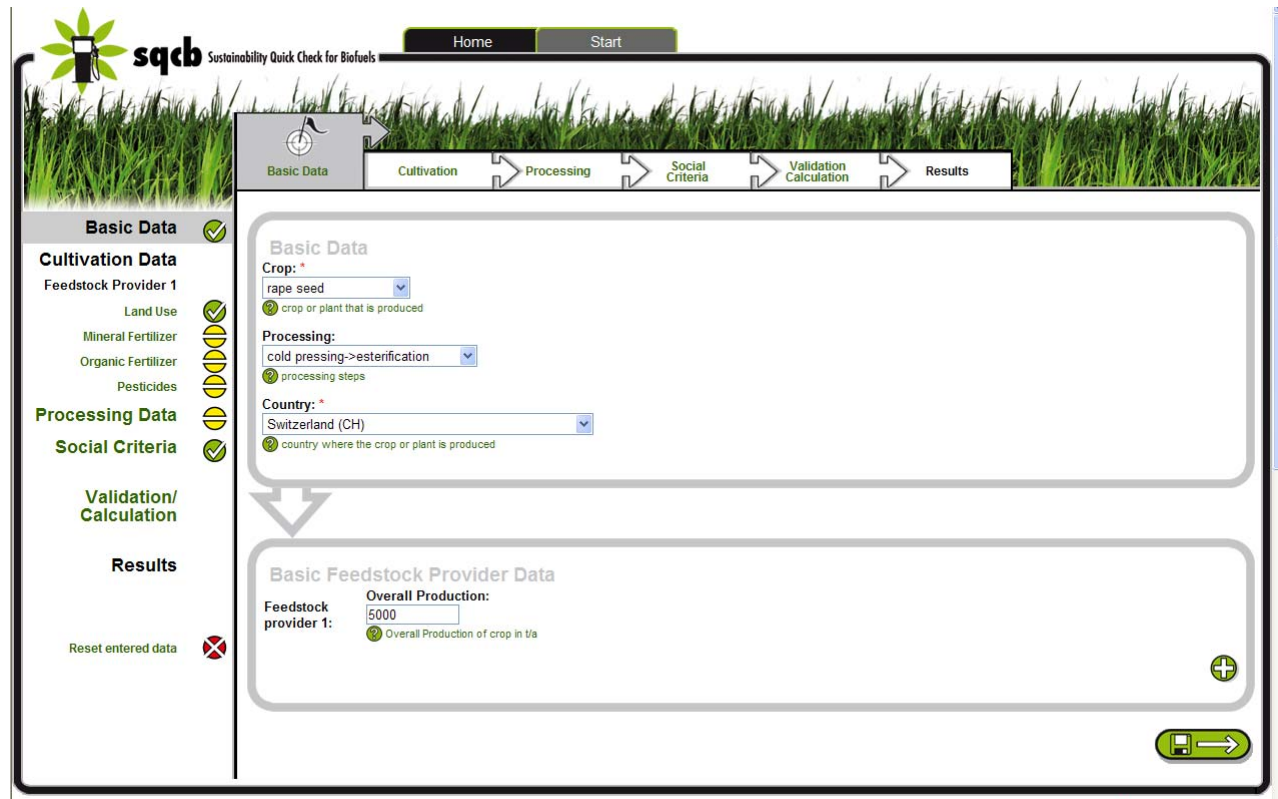 sqcb Sustainability Quick Check for Biofuels
Home
Start
Basic Data
Cultivation
Processing
Social
Criteria
Validation
Calculation
Results
Basic Data
Cultivation Data
Feedstock Provider 1
Land Use
Mineral Fertilizer
Organic Fertilizer
Pesticides
Processing Data
Social Criteria
Validation/
Calculation
Results
Reset entered data
Basic Data
Crop: *
rape seed
? crop or plant that is produced
Processing:
cold pressing->esterification
? processing steps
Country: *
Switzerland (CH)
? country where the crop or plant is produced
Basic Feedstock Provider Data
Feedstock
provider 1:
Overall Production:
5000
? Overall Production of crop in t/a